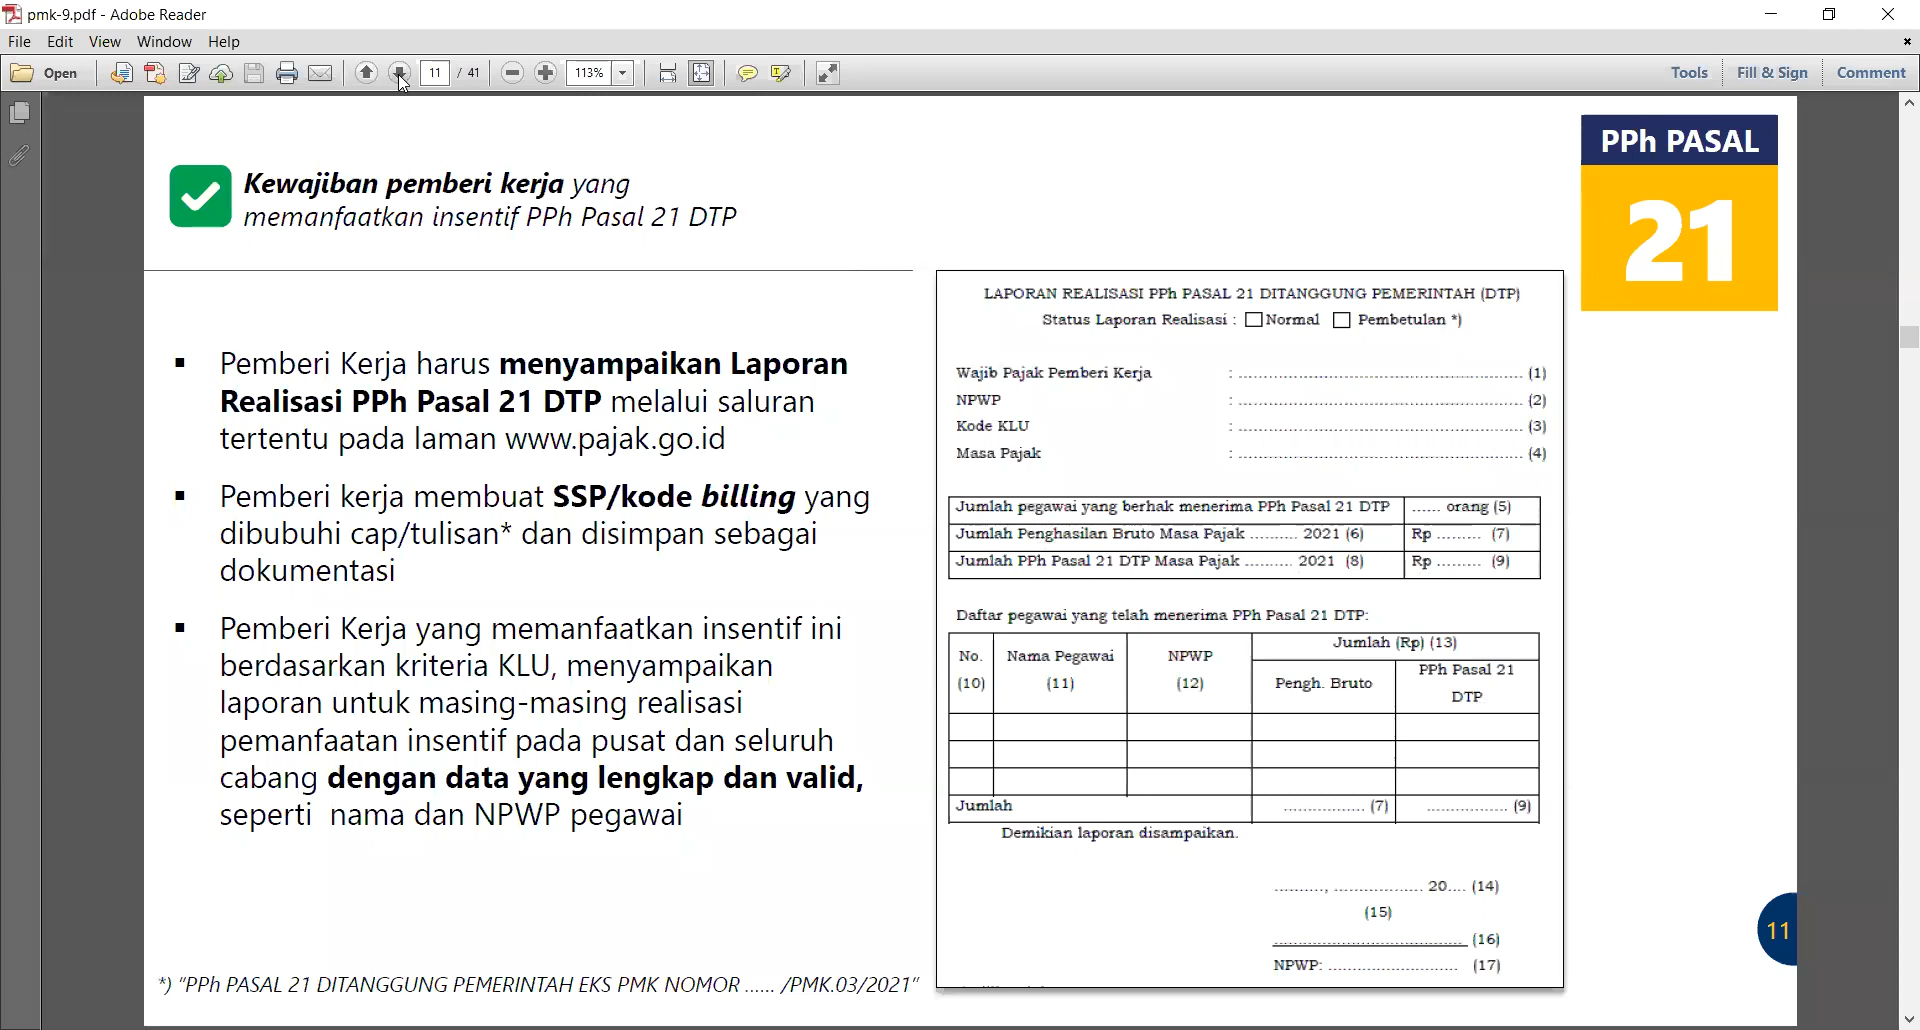 pmk-9.pdf - Adobe Reader
File Edit View Window Help
Open 11 / 41 113% Tools Fill & Sign Comment
PPh PASAL
21
Kewajiban pemberi kerja yang
memanfaatkan insentif PPh Pasal 21 DTP
▪ Pemberi Kerja harus menyampaikan Laporan
Realisasi PPh Pasal 21 DTP melalui saluran
tertentu pada laman www.pajak.go.id
▪ Pemberi kerja membuat SSP/kode billing yang
dibubuhi cap/tulisan* dan disimpan sebagai
dokumentasi
▪ Pemberi Kerja yang memanfaatkan insentif ini
berdasarkan kriteria KLU, menyampaikan
laporan untuk masing-masing realisasi
pemanfaatan insentif pada pusat dan seluruh
cabang dengan data yang lengkap dan valid,
seperti nama dan NPWP pegawai
*) "PPh PASAL 21 DITANGGUNG PEMERINTAH EKS PMK NOMOR ...... /PMK.03/2021"
LAPORAN REALISASI PPh PASAL 21 DITANGGUNG PEMERINTAH (DTP)
Status Laporan Realisasi : Normal Pembetulan *)
Wajib Pajak Pemberi Kerja : .......................................................... (1)
NPWP : .......................................................... (2)
Kode KLU : .......................................................... (3)
Masa Pajak : .......................................................... (4)
Jumlah pegawai yang berhak menerima PPh Pasal 21 DTP ...... orang (5)
Jumlah Penghasilan Bruto Masa Pajak .......... 2021 (6) Rp ......... (7)
Jumlah PPh Pasal 21 DTP Masa Pajak .......... 2021 (8) Rp ......... (9)
Daftar pegawai yang telah menerima PPh Pasal 21 DTP:
Jumlah (Rp) (13)
No. Nama Pegawai NPWP
(10) (11) (12)
Pengh. Bruto PPh Pasal 21
DTP
Jumlah ................. (7) ................. (9)
Demikian laporan disampaikan.
.........., .................. 20.... (14)
(15)
....................................... (16)
NPWP: ........................... (17)
11